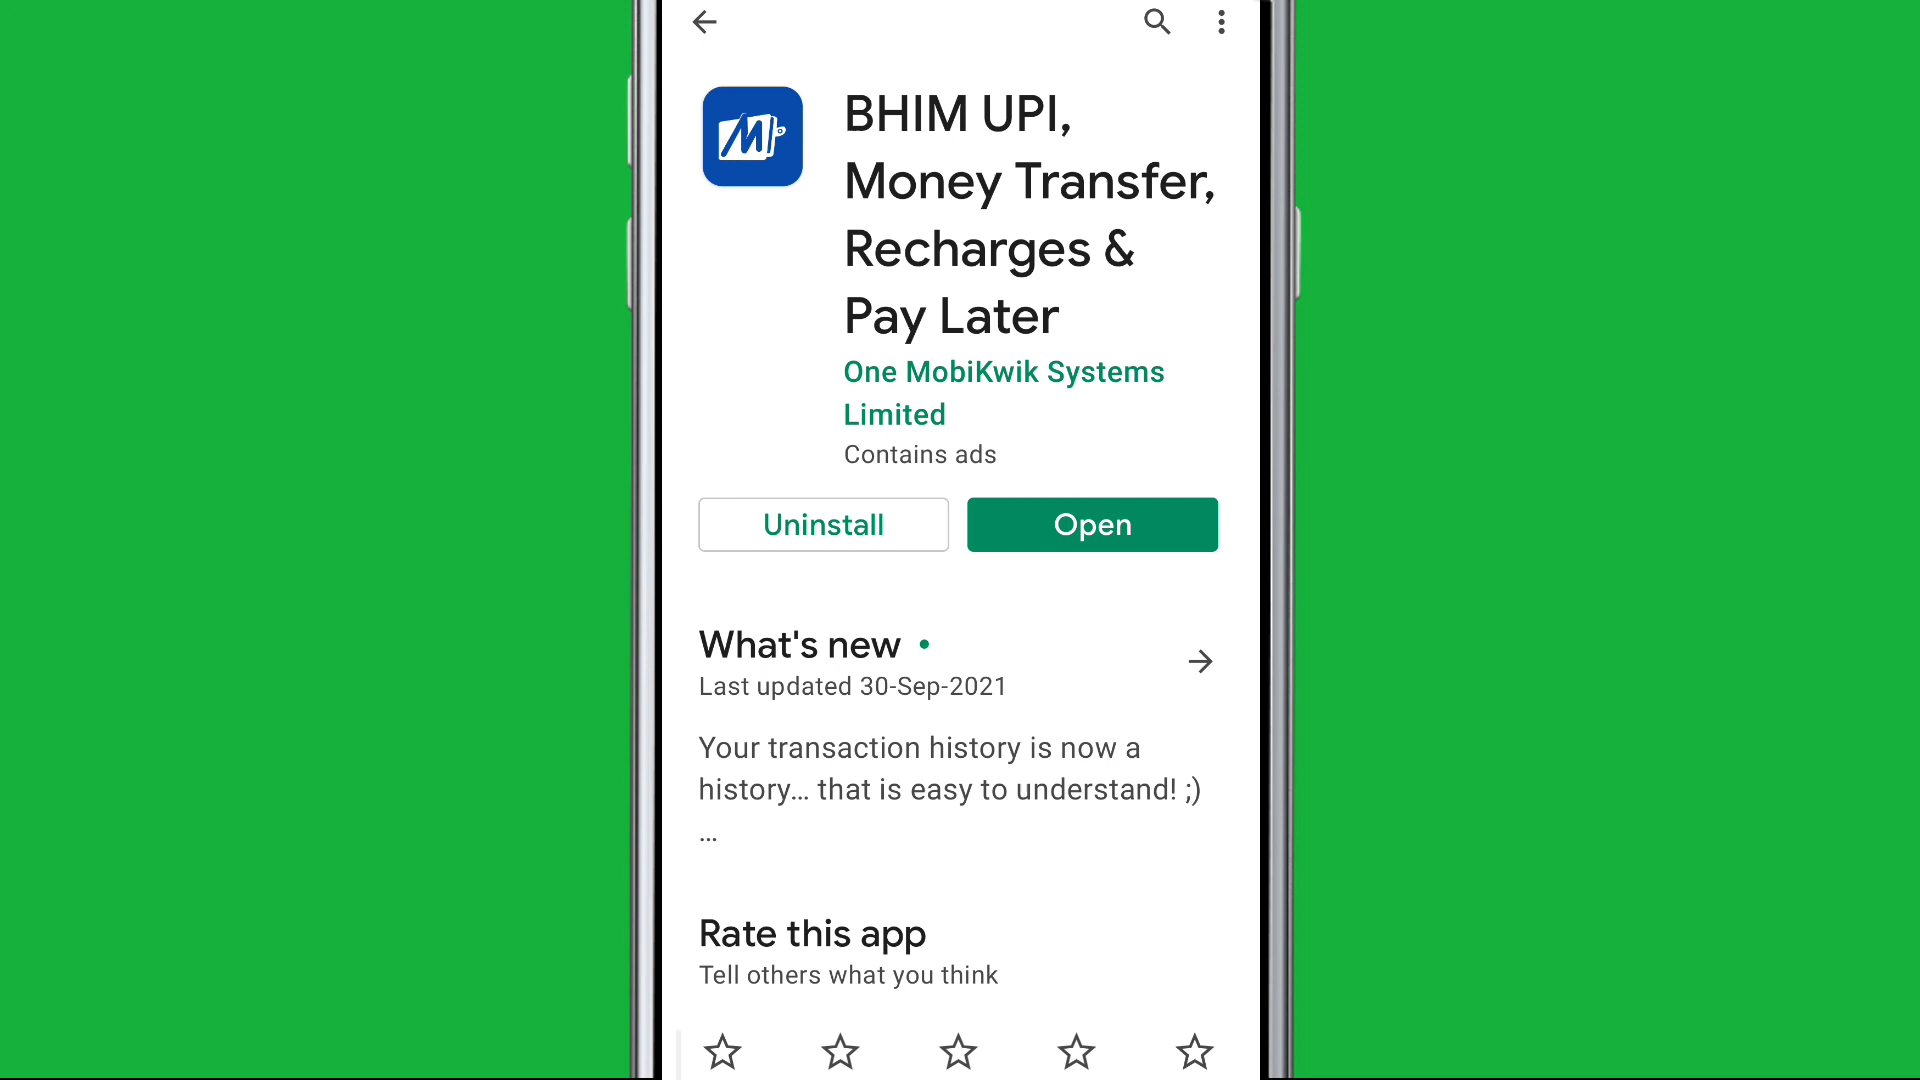 BHIM UPI,
Money Transfer,
Recharges &
Pay Later
One MobiKwik Systems
Limited
Contains ads
Uninstall
Open
What's new •
Last updated 30-Sep-2021
Your transaction history is now a
history... that is easy to understand! ;)
...
Rate this app
Tell others what you think